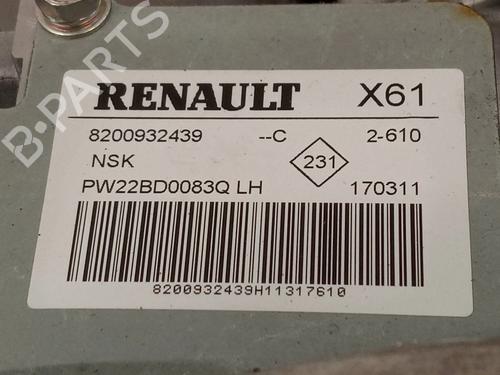 B-PARTS
RENAULT X61
8200932439 --C 2-610
NSK 231
PW22BD0083Q LH 170311
8200932439H11317610